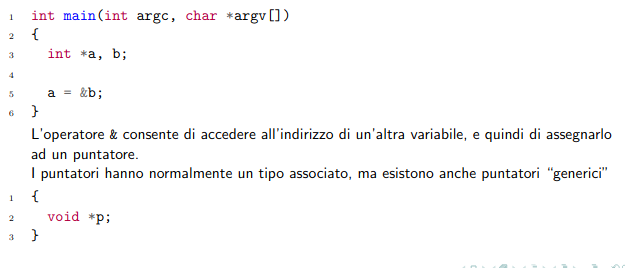 1 int main(int argc, char *argv[])
2 {
3 int *a, b;
4
5 a = &b;
6 }
L'operatore & consente di accedere all'indirizzo di un'altra variabile, e quindi di assegnarlo
ad un puntatore.
I puntatori hanno normalmente un tipo associato, ma esistono anche puntatori “generici”
1 {
2 void *p;
3 }